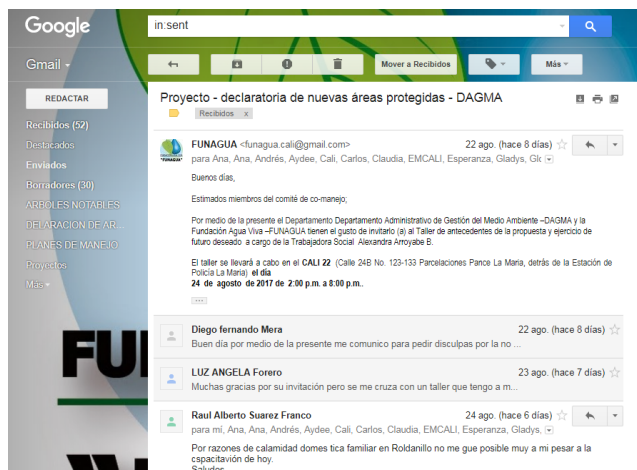 Google
in:sent
Gmail
Mover a Recibidos
Más
REDACTAR
Recibidos (52)
Destacados
Enviados
Borradores (30)
ARBOLES NOTABLES
DELARACION DE AR...
PLANES DE MANEJO
Proyectos
Más
Proyecto - declaratoria de nuevas áreas protegidas - DAGMA
Recibidos x
FUNAGUA <funagua.cali@gmail.com> 22 ago. (hace 8 días)
para Ana, Ana, Andrés, Aydee, Cali, Carlos, Claudia, EMCALI, Esperanza, Gladys, Glo
"FUNAGUA"
Buenos días,
Estimados miembros del comité de co-manejo;
Por medio de la presente el Departamento Departamento Administrativo de Gestión del Medio Ambiente –DAGMA y la
Fundación Agua Viva –FUNAGUA tienen el gusto de invitarlo (a) al Taller de antecedentes de la propuesta y ejercicio de
futuro deseado a cargo de la Trabajadora Social Alexandra Arroyabe B.
El taller se llevará a cabo en el CALI 22 (Calle 24B No. 123-133 Parcelaciones Pance La Maria, detrás de la Estación de
Policía La Maria) el día
24 de agosto de 2017 de 2:00 p.m. a 8:00 p.m..
Diego fernando Mera 22 ago. (hace 8 días)
Buen día por medio de la presente me comunico para pedir disculpas por la no ...
LUZ ANGELA Forero 23 ago. (hace 7 días)
Muchas gracias por su invitación pero se me cruza con un taller que tengo a m...
Raul Alberto Suarez Franco 24 ago. (hace 6 días)
para mí, Ana, Ana, Andrés, Aydee, Cali, Carlos, Claudia, EMCALI, Esperanza, Gladys,
Por razones de calamidad domes tica familiar en Roldanillo no me gue posible muy a mi pesar a la
cspacitavión de hoy.
Saludos
FUI